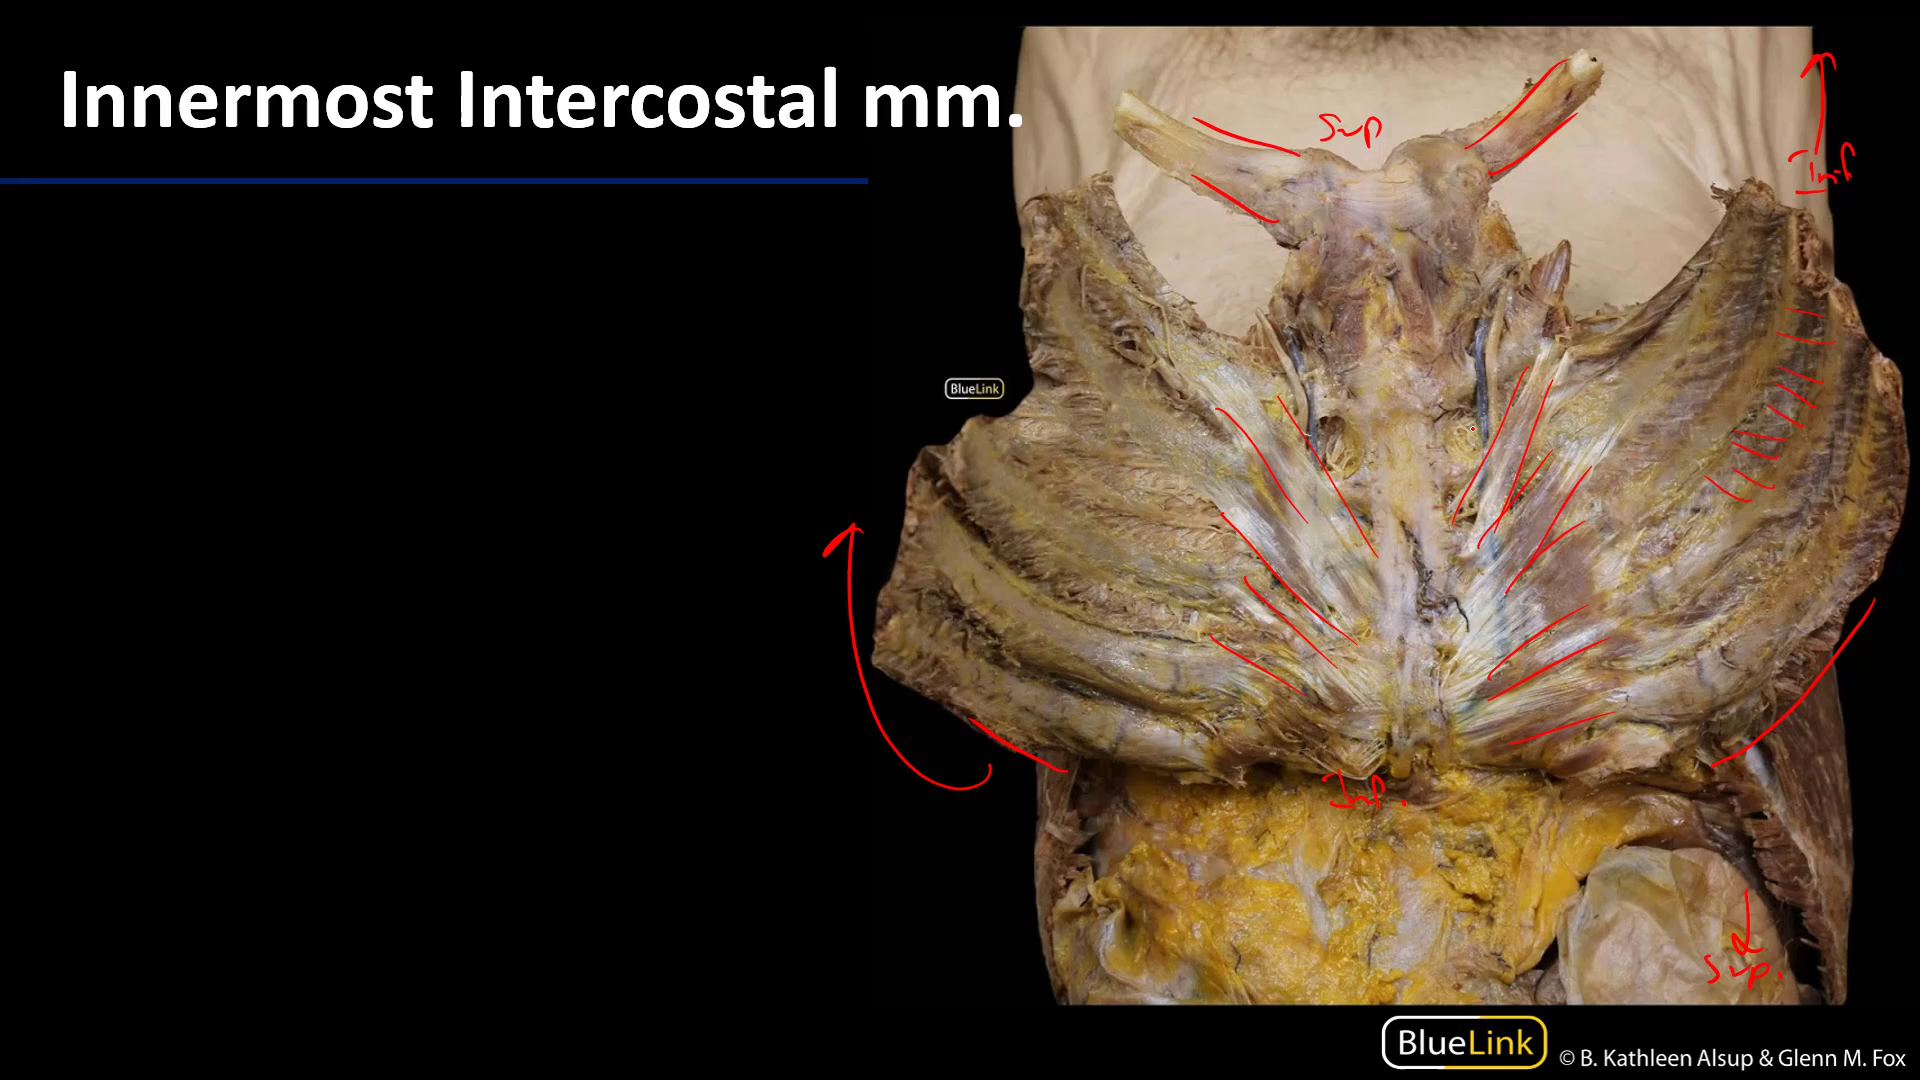 Innermost Intercostal mm.
Sup
Inf
BlueLink
Inf.
Sup.
BlueLink
© B. Kathleen Alsup & Glenn M. Fox